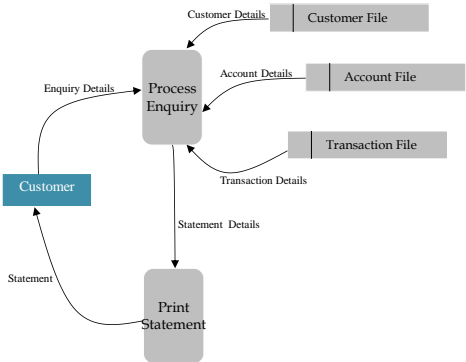 Customer Details
Customer File
Account Details
Account File
Enquiry Details
Process
Enquiry
Transaction File
Transaction Details
Customer
Statement Details
Statement
Print
Statement